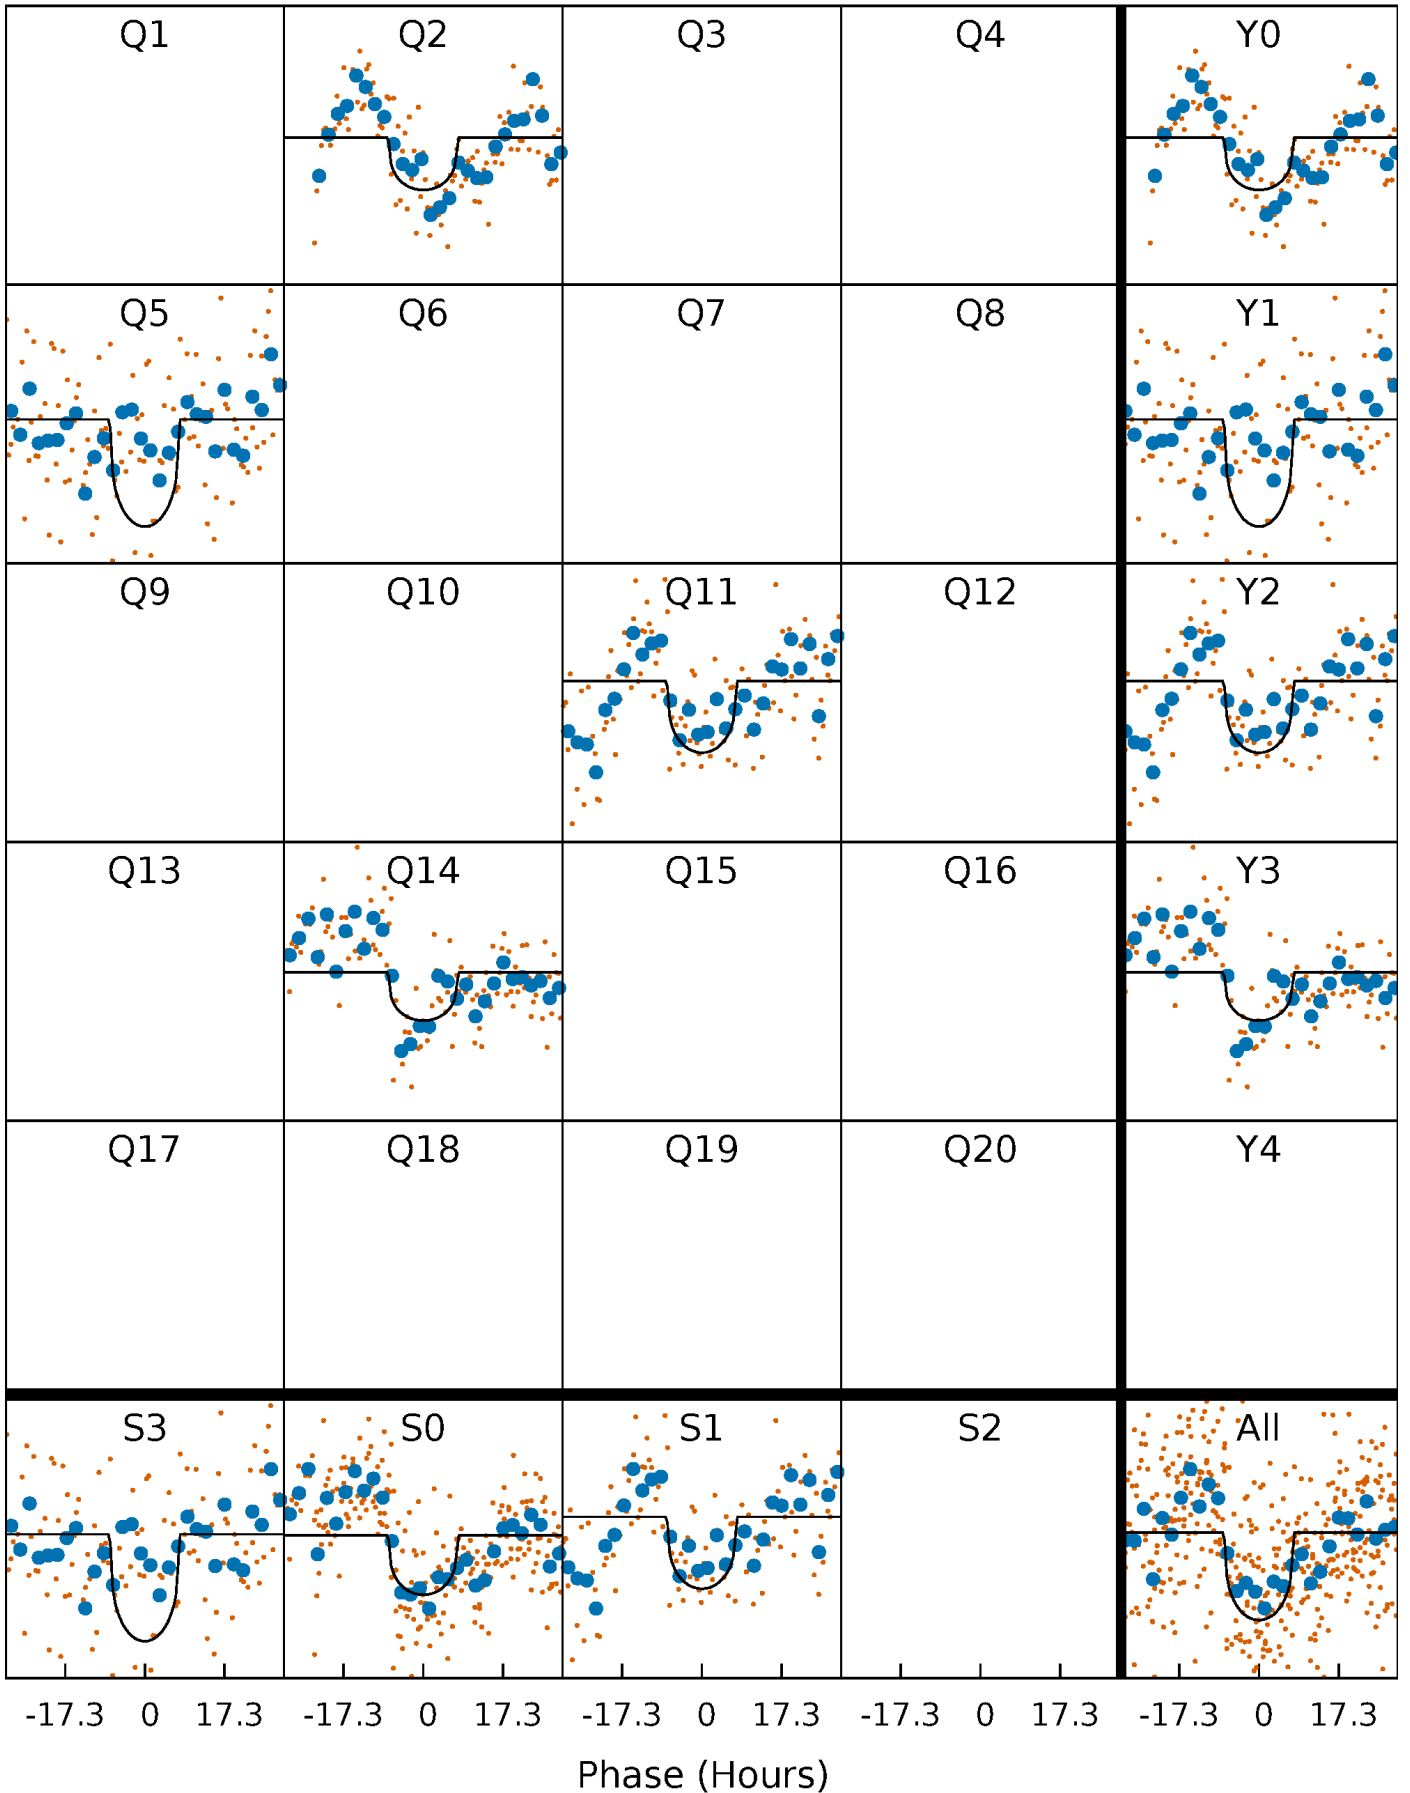 Q1 Q2 Q3 Q4 Y0
Q5 Q6 Q7 Q8 Y1
Q9 Q10 Q11 Q12 Y2
Q13 Q14 Q15 Q16 Y3
Q17 Q18 Q19 Q20 Y4
S3 S0 S1 S2 All
-17.3 0 17.3 -17.3 0 17.3 -17.3 0 17.3 -17.3 0 17.3 -17.3 0 17.3
Phase (Hours)